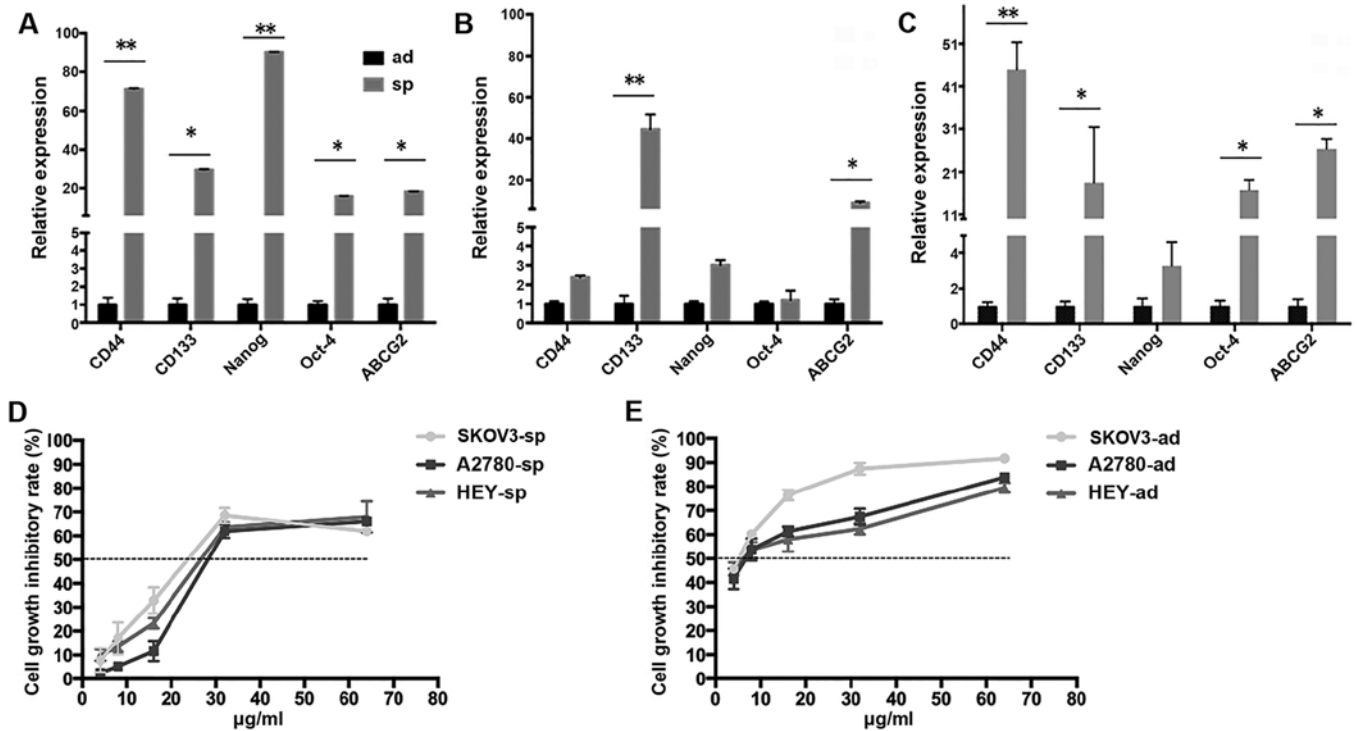 A
Relative expression
100
80
60
40
20
5
4
3
2
1
0
**
*
**
*
*
ad
sp
CD44
CD133
Nanog
Oct-4
ABCG2
B
Relative expression
100
80
60
40
20
5
4
3
2
1
0
**
*
CD44
CD133
Nanog
Oct-4
ABCG2
C
Relative expression
51
41
31
21
11
4
2
0
**
*
*
*
CD44
CD133
Nanog
Oct-4
ABCG2
D
Cell growth inhibitory rate (%)
100
90
80
70
60
50
40
30
20
10
0
0 10 20 30 40 50 60 70 80
µg/ml
SKOV3-sp
A2780-sp
HEY-sp
E
Cell growth inhibitory rate (%)
100
90
80
70
60
50
40
30
20
10
0
0 10 20 30 40 50 60 70 80
µg/ml
SKOV3-ad
A2780-ad
HEY-ad